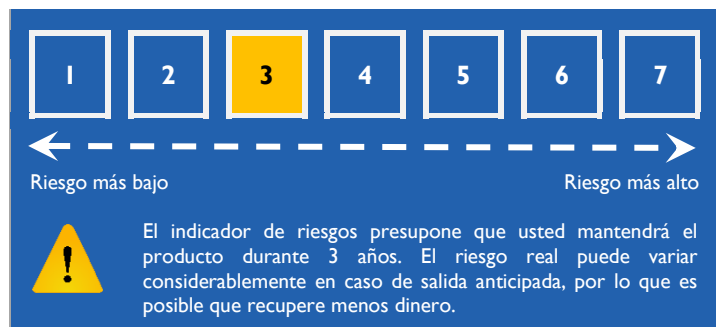 1 2 3 4 5 6 7
Riesgo más bajo Riesgo más alto
El indicador de riesgos presupone que usted mantendrá el
producto durante 3 años. El riesgo real puede variar
considerablemente en caso de salida anticipada, por lo que es
posible que recupere menos dinero.